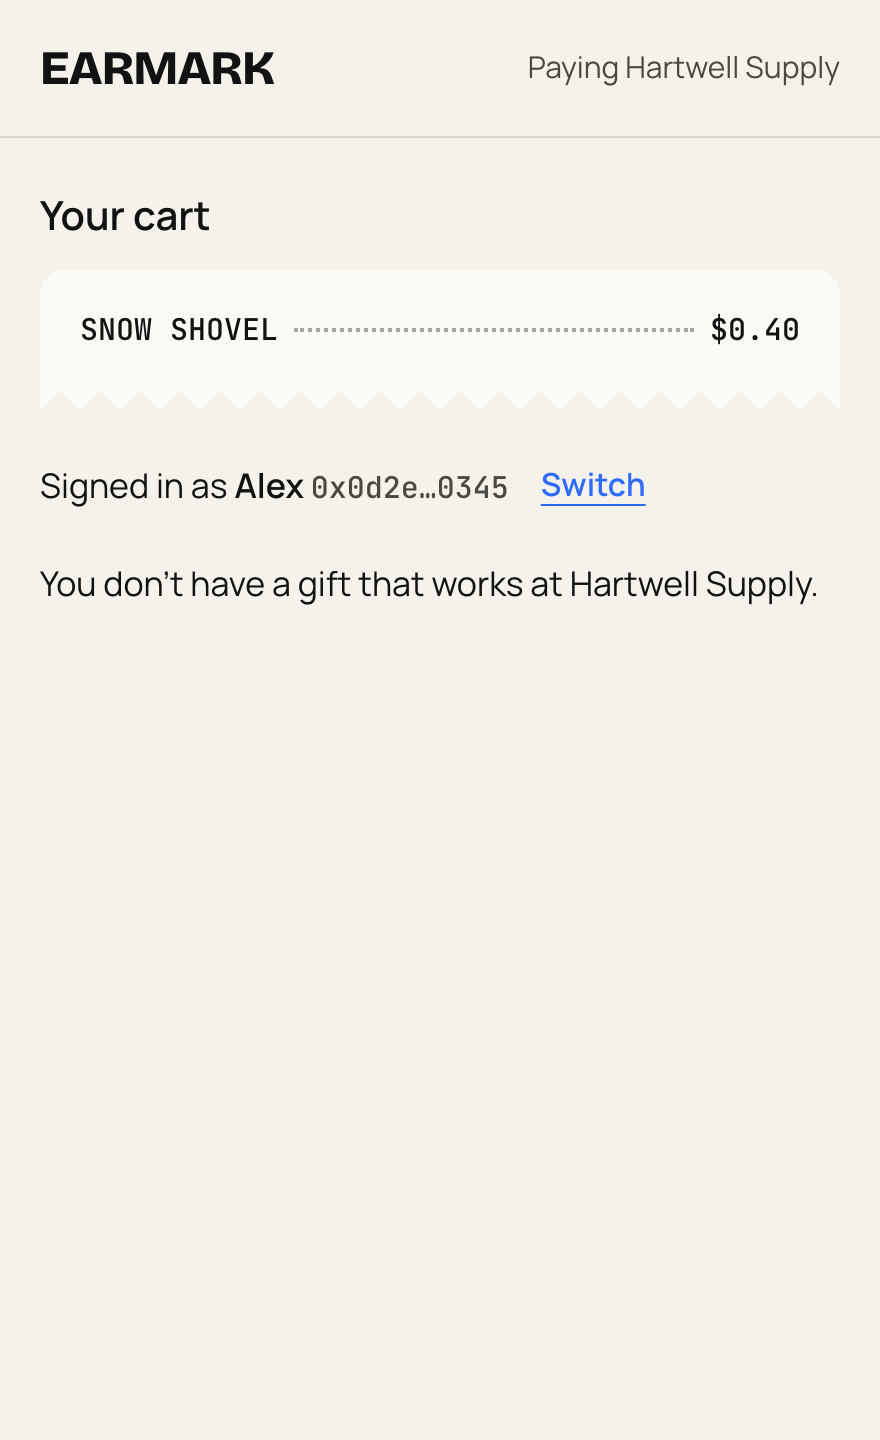 EARMARK
Paying Hartwell Supply
Your cart
SNOW SHOVEL $0.40
Signed in as Alex 0x0d2e…0345 Switch
You don’t have a gift that works at Hartwell Supply.